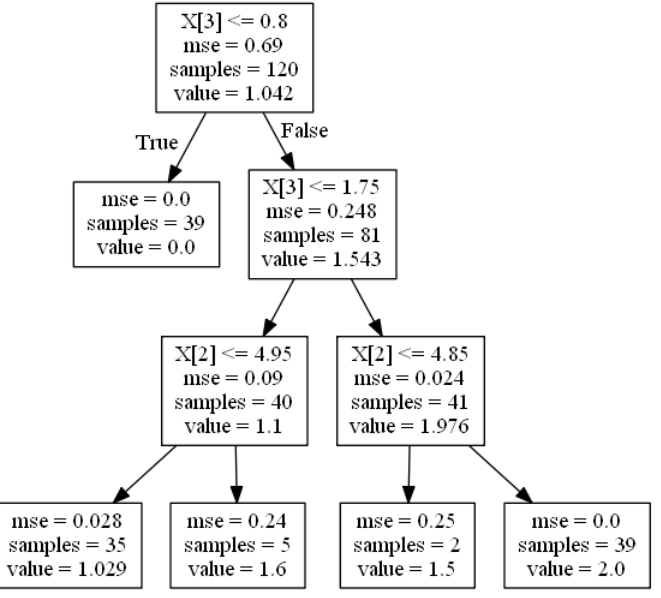 X[3] <= 0.8
mse = 0.69
samples = 120
value = 1.042
True
False
mse = 0.0
samples = 39
value = 0.0
X[3] <= 1.75
mse = 0.248
samples = 81
value = 1.543
X[2] <= 4.95
mse = 0.09
samples = 40
value = 1.1
X[2] <= 4.85
mse = 0.024
samples = 41
value = 1.976
mse = 0.028
samples = 35
value = 1.029
mse = 0.24
samples = 5
value = 1.6
mse = 0.25
samples = 2
value = 1.5
mse = 0.0
samples = 39
value = 2.0